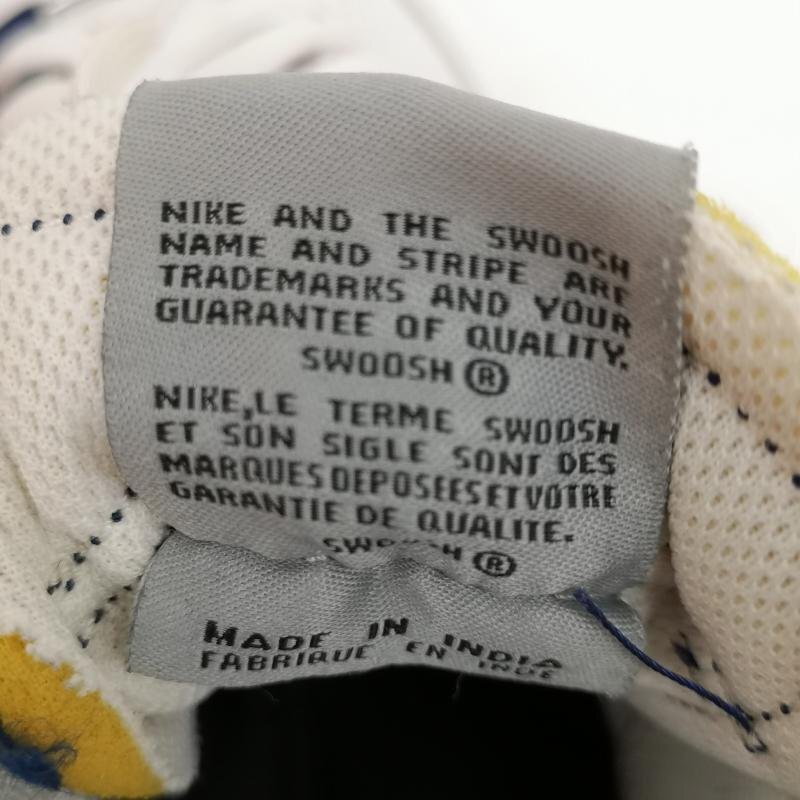 NIKE AND THE SWOOSH
NAME AND STRIPE ARE
TRADEMARKS AND YOUR
GUARANTEE OF QUALITY.
SWOOSH ®
NIKE,LE TERME SWOOSH
ET SON SIGLE SONT DES
MARQUES DEPOSEES ET VOTRE
GARANTIE DE QUALITE.
SWOOSH ®
MADE IN INDIA
FABRIQUE EN INDE